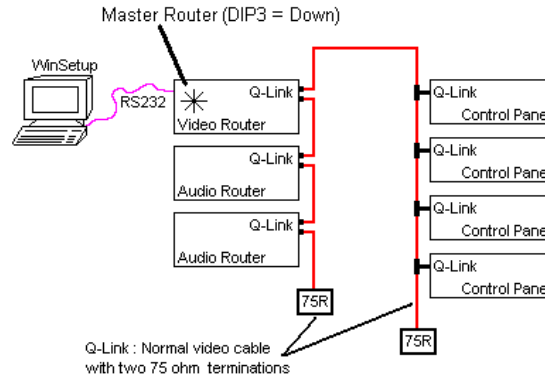 Master Router (DIP3 = Down)
WinSetup
RS232
Q-Link
Video Router
Q-Link
Audio Router
Q-Link
Audio Router
75R
Q-Link
Control Pane
Q-Link
Control Pane
Q-Link
Control Pane
Q-Link
Control Pane
75R
Q-Link : Normal video cable
with two 75 ohm terminations